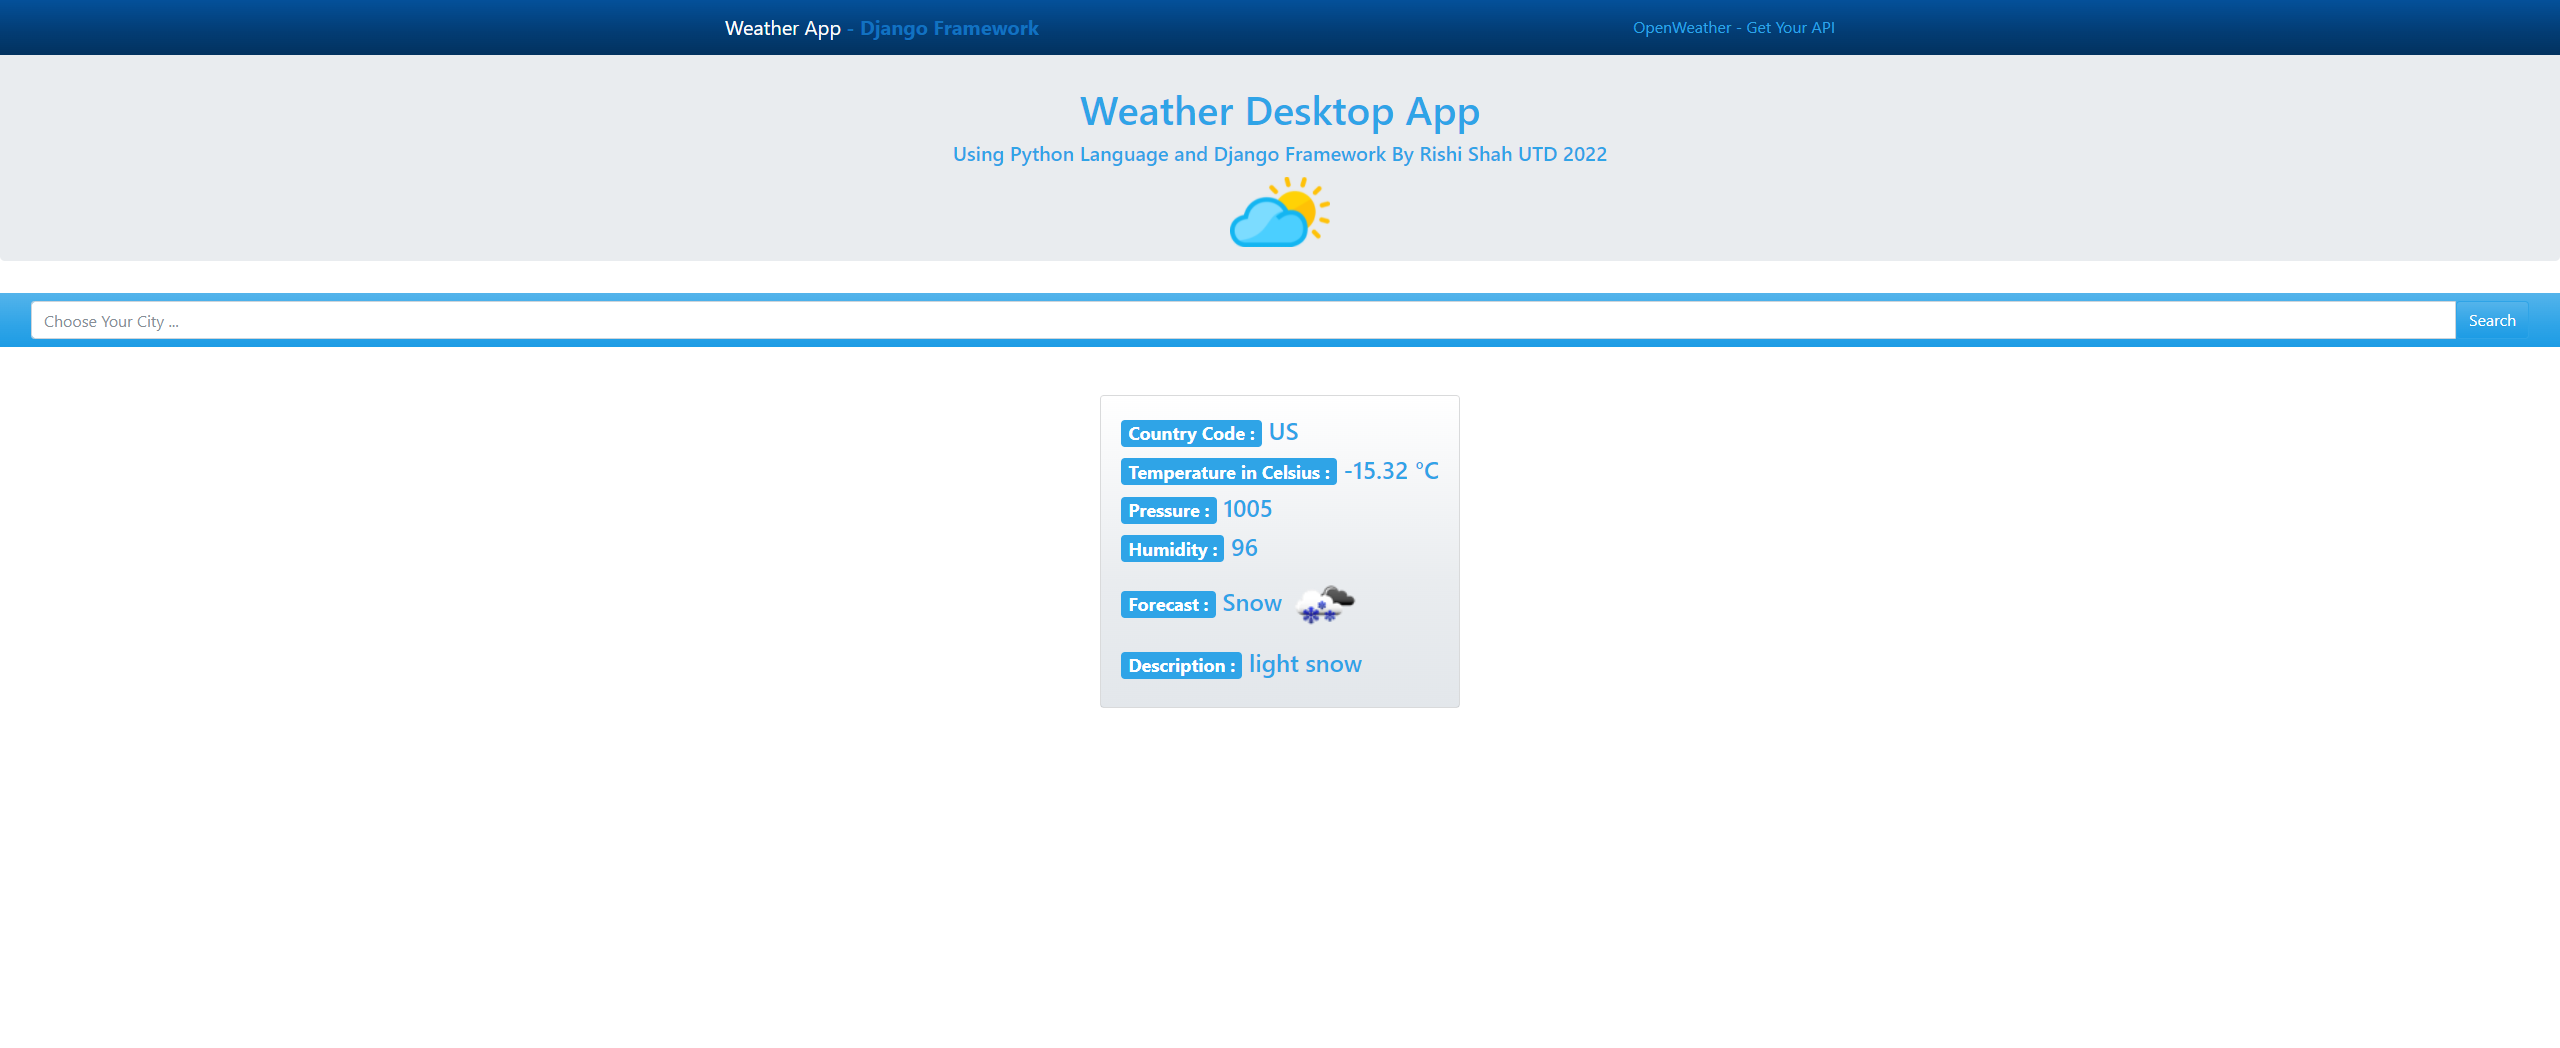 Weather App - Django Framework
OpenWeather - Get Your API
Weather Desktop App
Using Python Language and Django Framework By Rishi Shah UTD 2022
Choose Your City ...
Search
Country Code : US
Temperature in Celsius : -15.32 °C
Pressure : 1005
Humidity : 96
Forecast : Snow
Description : light snow